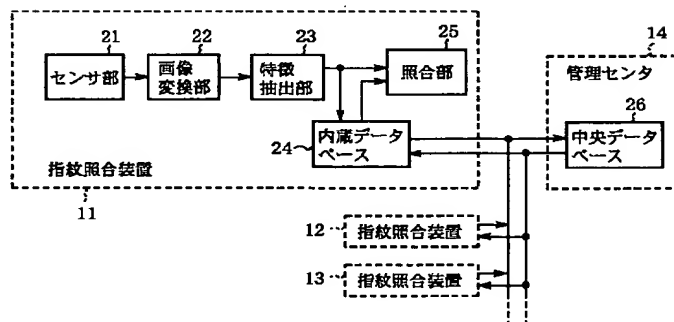 21
22
23
25
14
センサ部
画像
変換部
特徴
抽出部
照合部
管理センタ
26
24
内蔵データ
ベース
中央データ
ベース
指紋照合装置
11
12
指紋照合装置
13
指紋照合装置